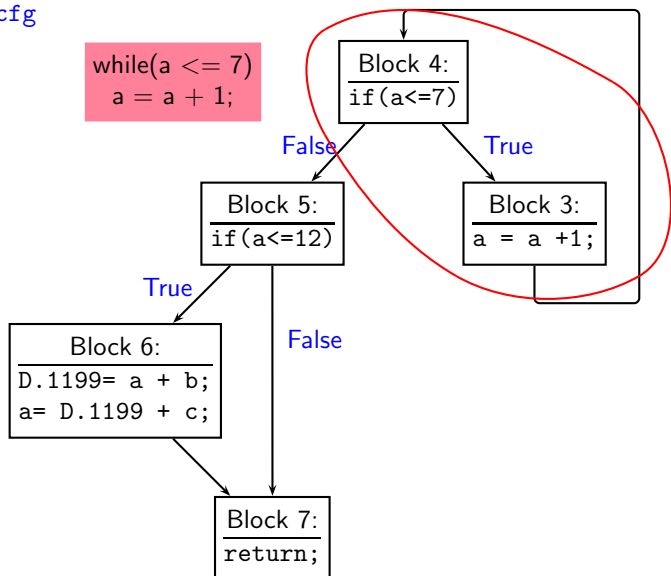 cfg
while(a <= 7)
a = a + 1;
Block 4:
if(a<=7)
False
True
Block 5:
if(a<=12)
Block 3:
a = a +1;
True
False
Block 6:
D.1199= a + b;
a= D.1199 + c;
Block 7:
return;